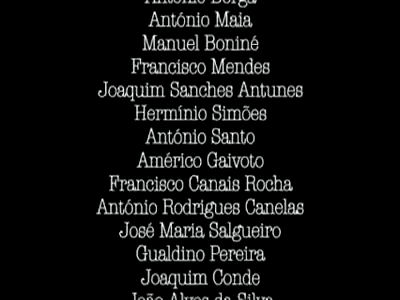 António Borga
António Maia
Manuel Boniné
Francisco Mendes
Joaquim Sanches Antunes
Hermínio Simões
António Santo
Américo Gaivoto
Francisco Canais Rocha
António Rodrigues Canelas
José Maria Salgueiro
Gualdino Pereira
Joaquim Conde
João Alves da Silva